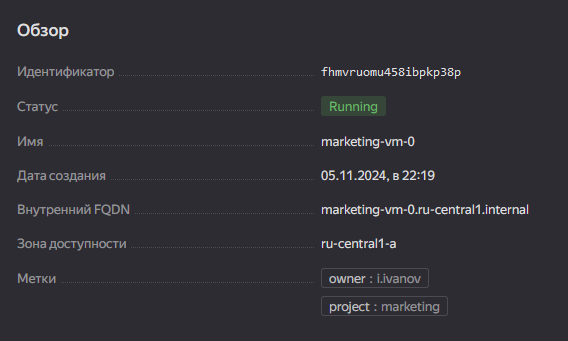 Обзор
Идентификатор fhmvruomu458ibpkp38p
Статус Running
Имя marketing-vm-0
Дата создания 05.11.2024, в 22:19
Внутренний FQDN marketing-vm-0.ru-central1.internal
Зона доступности ru-central1-a
Метки owner : i.ivanov
project : marketing